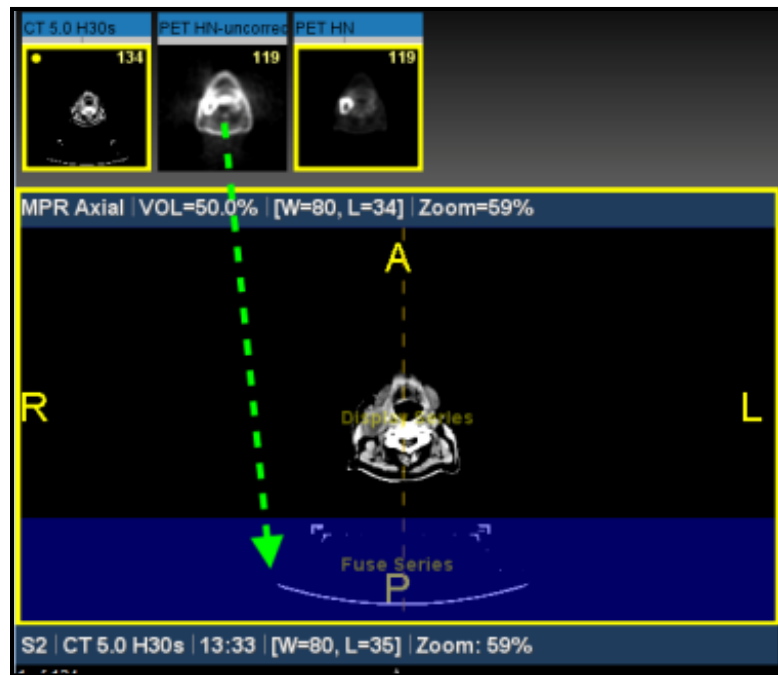 CT 5.0 H30s PET HN-uncorrec PET HN
134 119 119
MPR Axial VOL=50.0% [W=80, L=34] Zoom=59%
A
R L
Display Series
Fuse Series
P
S2 CT 5.0 H30s 13:33 [W=80, L=35] Zoom: 59%